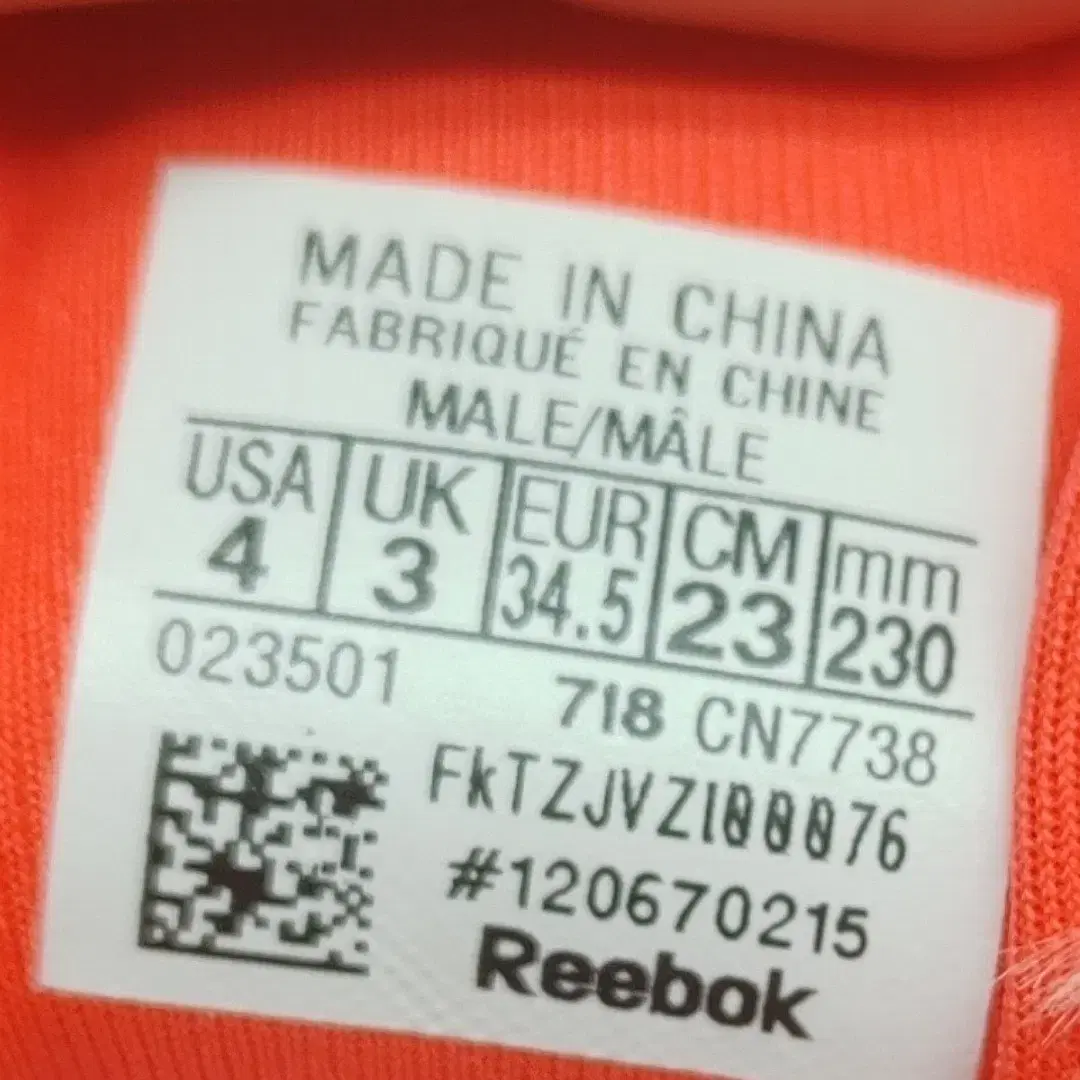 MADE IN CHINA
FABRIQUÉ EN CHINE
MALE/MÂLE
USA UK EUR CM mm
4 3 34.5 23 230
023501 718 CN7738
FkTZJVZI00076
#120670215
Reebok